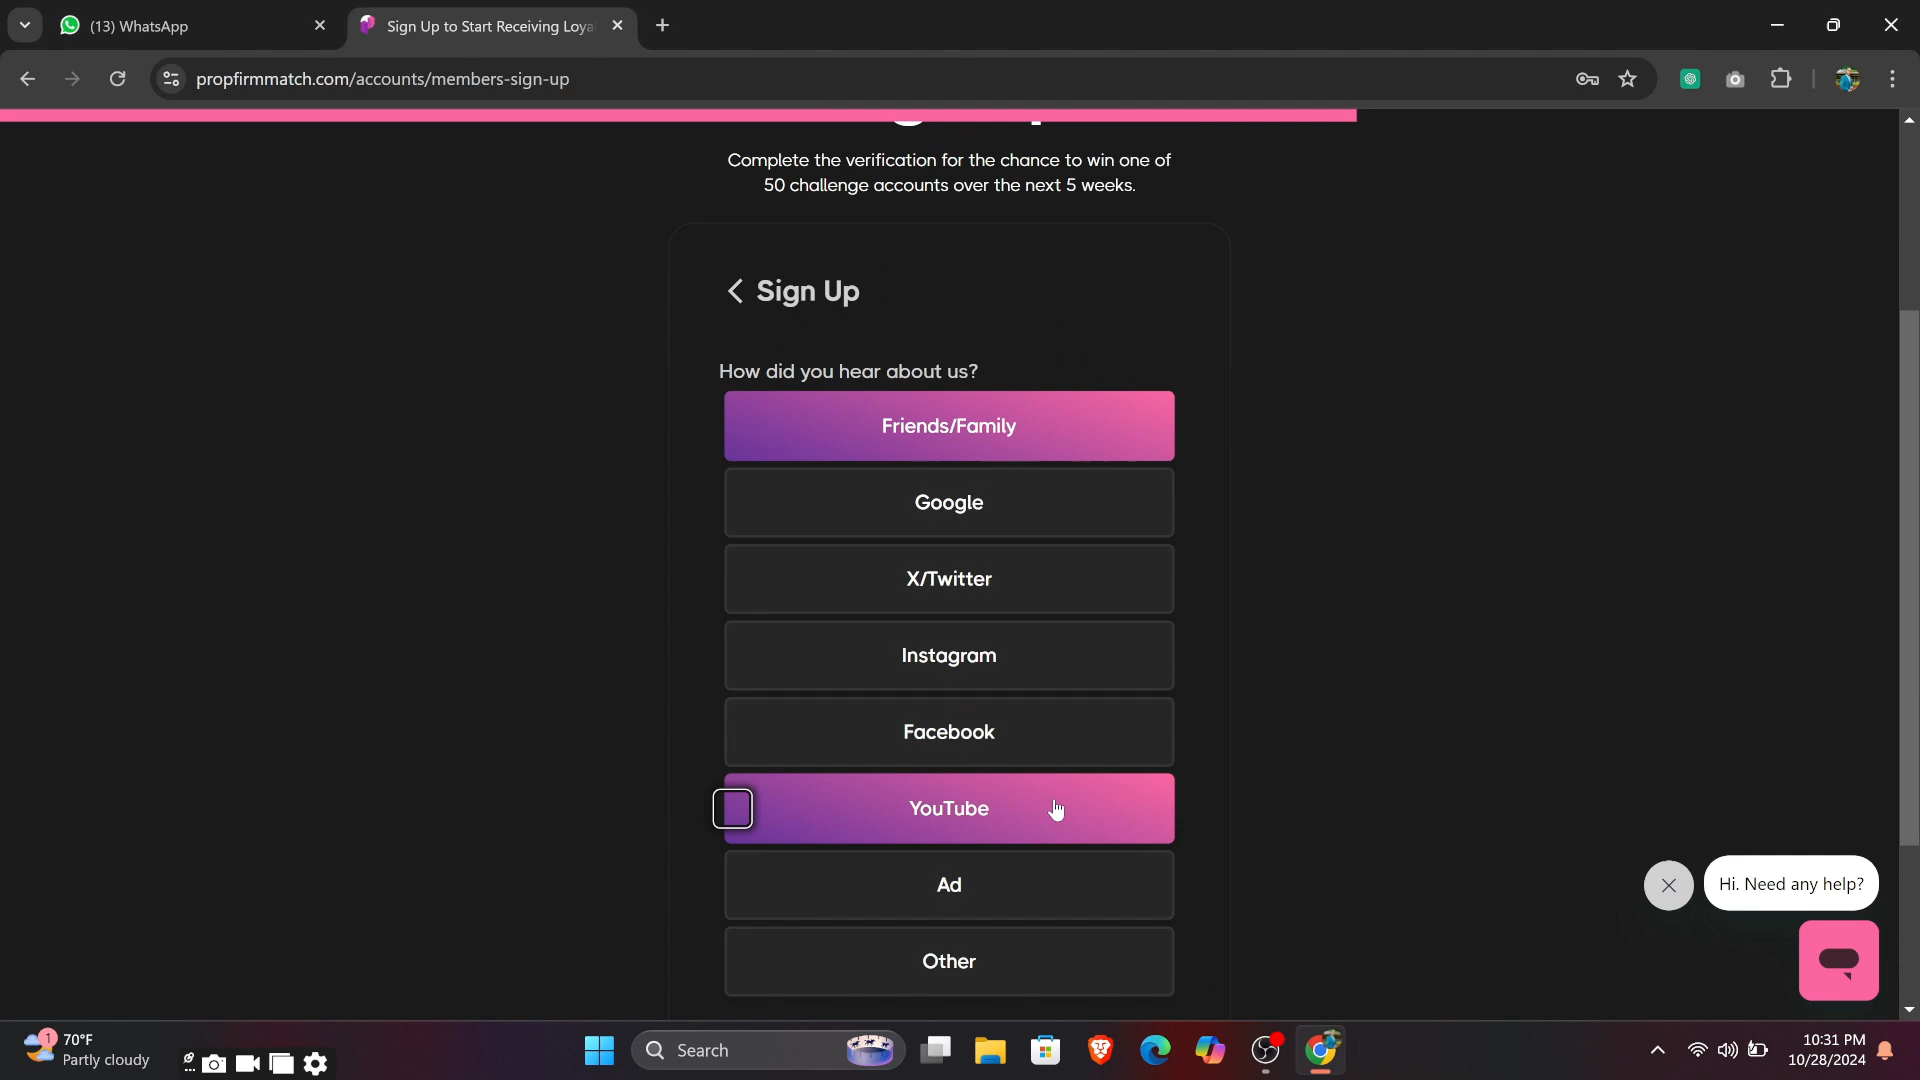 (13) WhatsApp
Sign Up to Start Receiving Loya
propfirmmatch.com/accounts/members-sign-up
Complete the verification for the chance to win one of
50 challenge accounts over the next 5 weeks.
Sign Up
How did you hear about us?
Friends/Family
Google
X/Twitter
Instagram
Facebook
YouTube
Ad
Other
Hi. Need any help?
1
70°F
Partly cloudy
Search
10:31 PM
10/28/2024